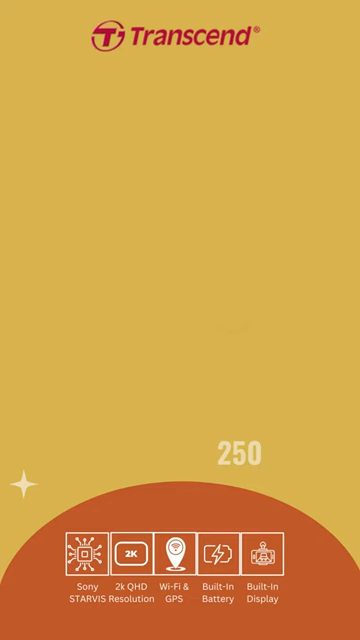 Transcend®
250
2K
Sony STARVIS
2k QHD Resolution
Wi-Fi & GPS
Built-In Battery
Built-In Display